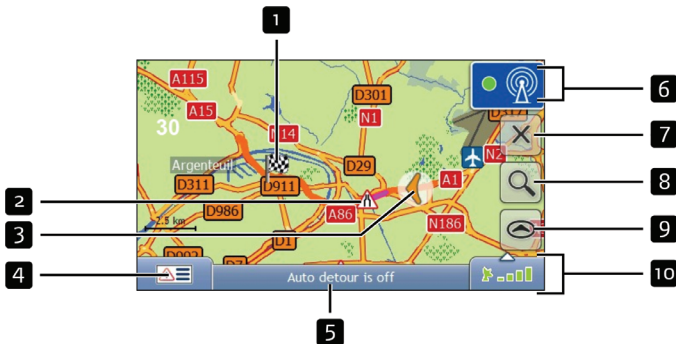 1
A115
A15
D301
6
N1
30
N14
7
Argenteuil
D29
N2
D311
D911
A1
8
2
D986
A86
N186
3
2.5 km
9
D1
4
Auto detour is off
10
5